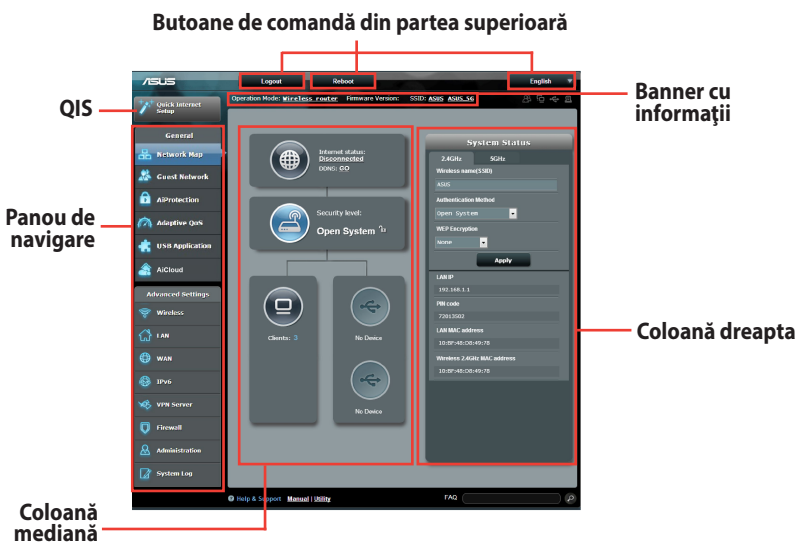 Butoane de comandă din partea superioară
QIS
Banner cu
informaţii
Panou de
navigare
Coloană dreapta
Coloană
mediană
ASUS
Logout
Reboot
English
Quick Internet
Setup
Operation Mode: Wireless router Firmware Version: SSID: ASUS ASUS_5G
General
Network Map
Guest Network
AiProtection
Adaptive QoS
USB Application
AiCloud
Advanced Settings
Wireless
LAN
WAN
IPv6
VPN Server
Firewall
Administration
System Log
Internet status:
Disconnected
DDNS: GO
Security level:
Open System
Clients: 3
No Device
No Device
System Status
2.4GHz
5GHz
Wireless name(SSID)
ASUS
Authentication Method
Open System
WEP Encryption
None
Apply
LAN IP
192.168.1.1
PIN code
72813502
LAN MAC address
10:BF:48:D8:49:78
Wireless 2.4GHz MAC address
10:BF:48:D8:49:78
Help & Support Manual | Utility
FAQ